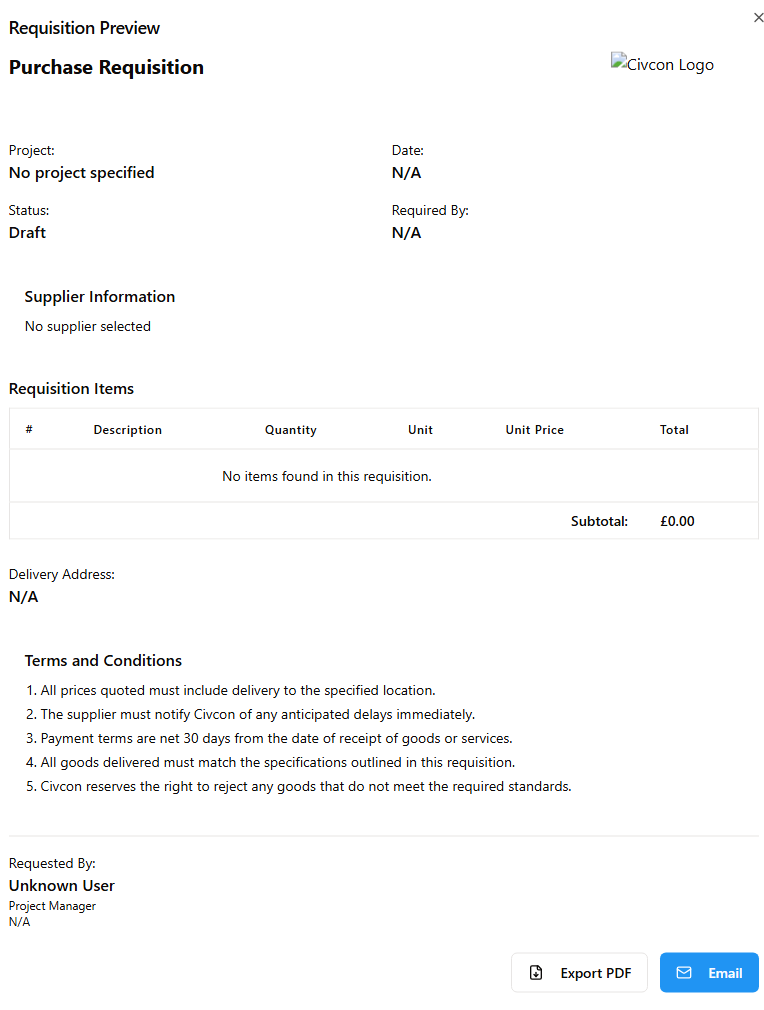 Requisition Preview
Purchase Requisition
Civcon Logo
Project:
No project specified
Date:
N/A
Status:
Draft
Required By:
N/A
Supplier Information
No supplier selected
Requisition Items
# Description Quantity Unit Unit Price Total
No items found in this requisition.
Subtotal: £0.00
Delivery Address:
N/A
Terms and Conditions
1. All prices quoted must include delivery to the specified location.
2. The supplier must notify Civcon of any anticipated delays immediately.
3. Payment terms are net 30 days from the date of receipt of goods or services.
4. All goods delivered must match the specifications outlined in this requisition.
5. Civcon reserves the right to reject any goods that do not meet the required standards.
Requested By:
Unknown User
Project Manager
N/A
Export PDF
Email